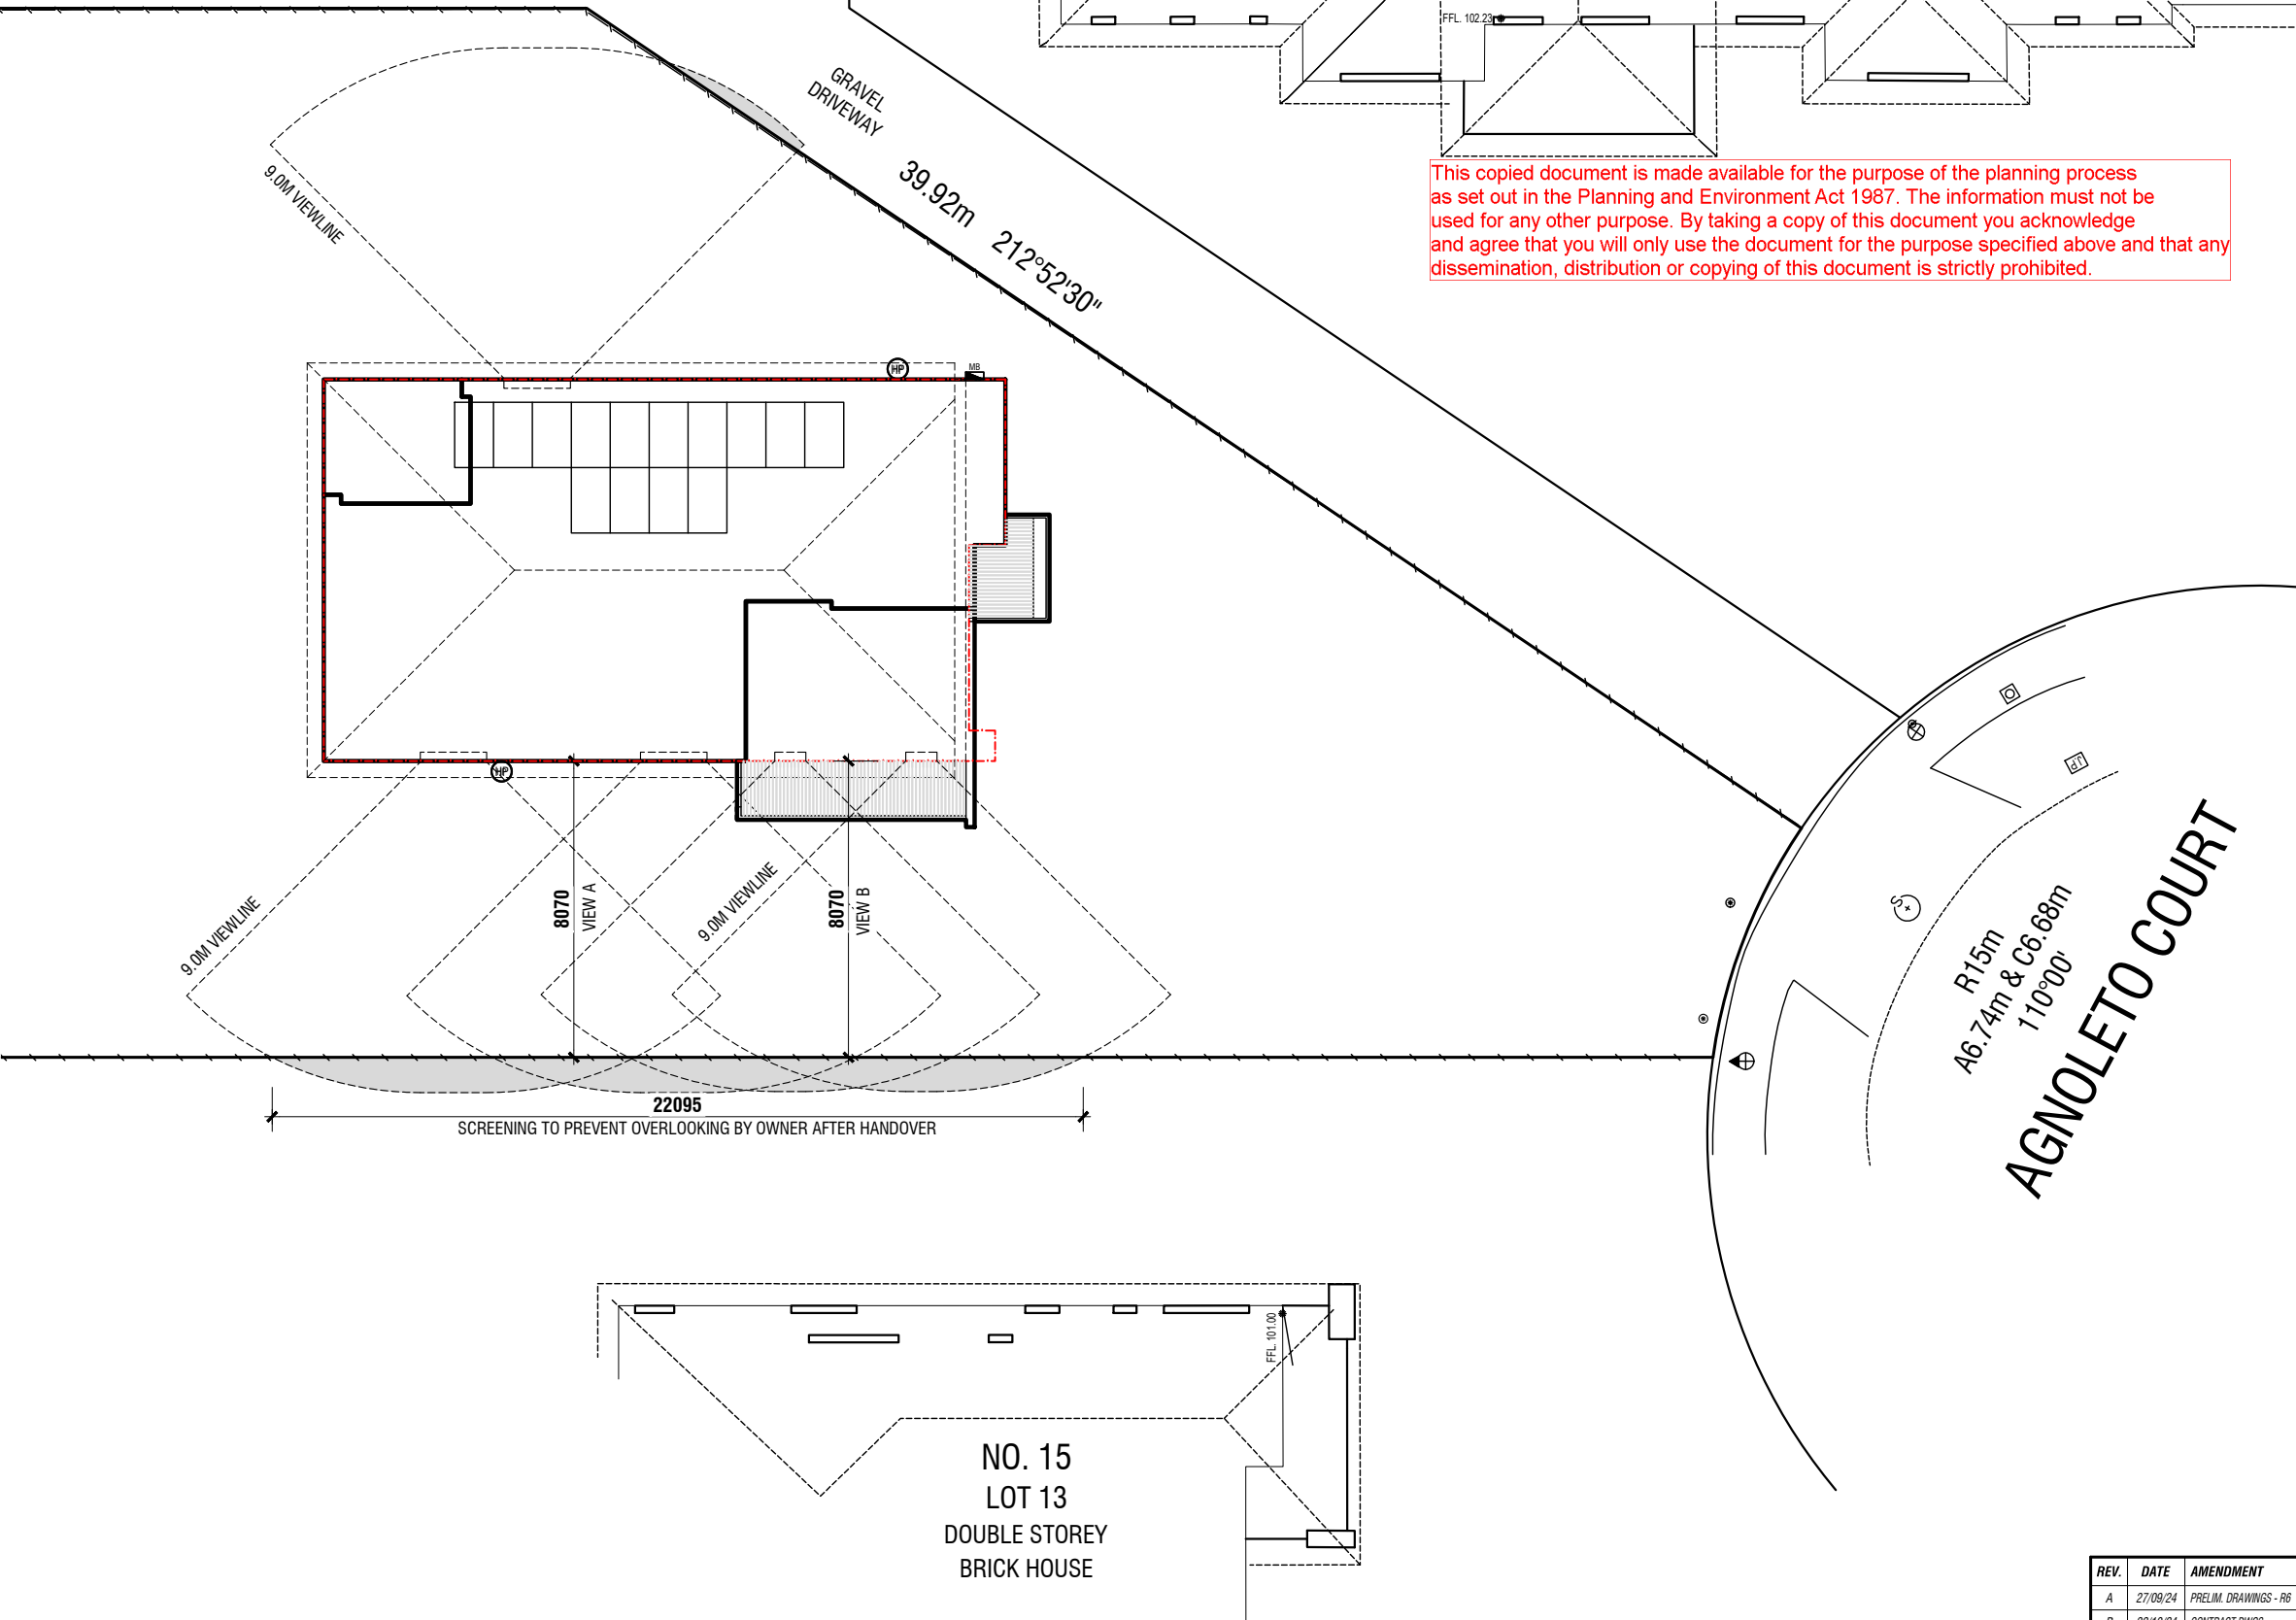 FFL. 102.23
GRAVEL
DRIVEWAY
9.0M VIEWLINE
39.92m 212°52'30"
This copied document is made available for the purpose of the planning process
as set out in the Planning and Environment Act 1987. The information must not be
used for any other purpose. By taking a copy of this document you acknowledge
and agree that you will only use the document for the purpose specified above and that any
dissemination, distribution or copying of this document is strictly prohibited.
HP
MB
HP
JP
S
9.0M VIEWLINE
8070
VIEW A
9.0M VIEWLINE
8070
VIEW B
R15m
A6.74m & C6.68m
110°00'
AGNOLETO COURT
22095
SCREENING TO PREVENT OVERLOOKING BY OWNER AFTER HANDOVER
FFL. 101.00
NO. 15
LOT 13
DOUBLE STOREY
BRICK HOUSE
REV. DATE AMENDMENT
A 27/09/24 PRELIM. DRAWINGS - R6